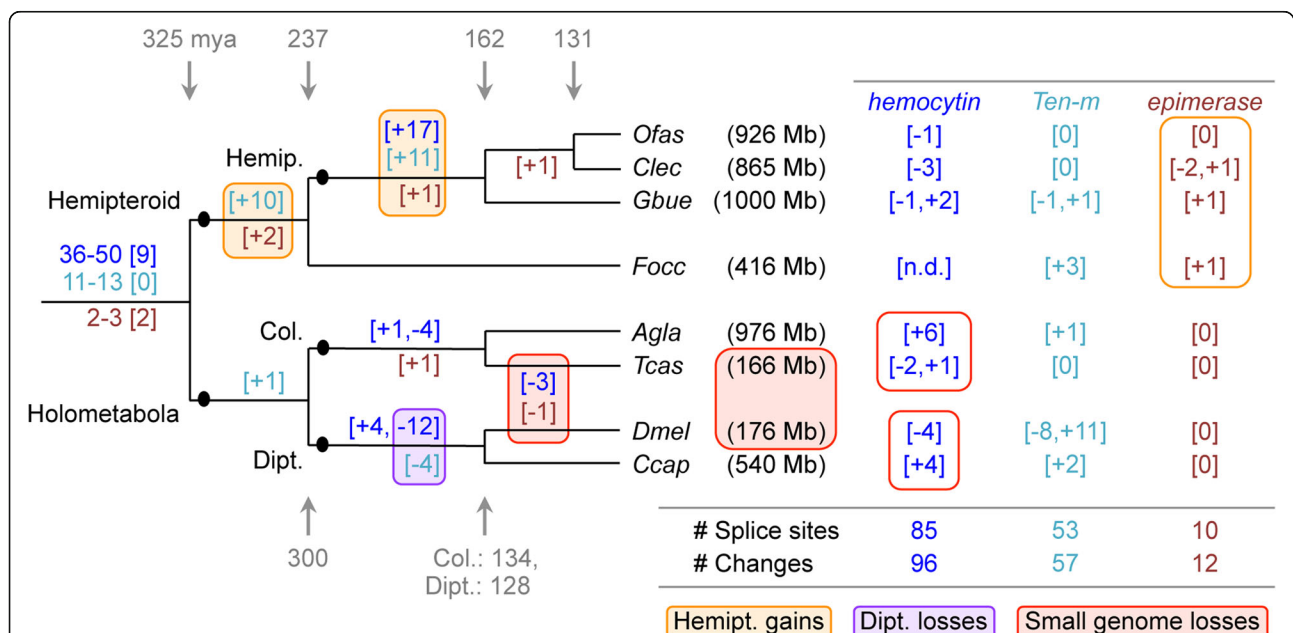 325 mya 237 162 131
hemocytin Ten-m epimerase
[+17] Ofas (926 Mb) [-1] [0] [0]
Hemip. [+11] [+1] Clec (865 Mb) [-3] [0] [-2,+1]
Hemipteroid [+10] [+1] Gbue (1000 Mb) [-1,+2] [-1,+1] [+1]
[+2]
36-50 [9] Focc (416 Mb) [n.d.] [+3] [+1]
11-13 [0]
2-3 [2]
Col. [+1,-4] Agla (976 Mb) [+6] [+1] [0]
[+1] Tcas (166 Mb) [-2,+1] [0] [0]
[+1] [-3]
Holometabola [-1]
[+4, -12] Dmel (176 Mb) [-4] [-8,+11] [0]
Dipt. [-4] Ccap (540 Mb) [+4] [+2] [0]
# Splice sites 85 53 10
300 Col.: 134, # Changes 96 57 12
Dipt.: 128
Hemipt. gains Dipt. losses Small genome losses